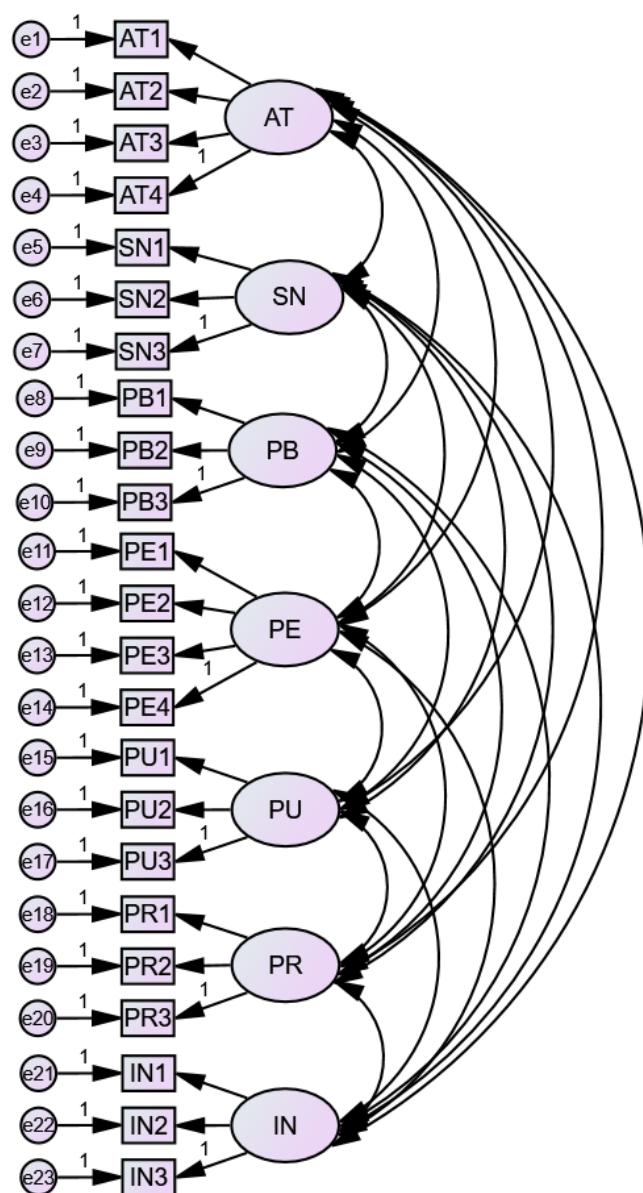 e1 1 AT1
e2 1 AT2
AT
e3 1 AT3
1
e4 1 AT4
e5 1 SN1
e6 1 SN2
SN
1
e7 1 SN3
e8 1 PB1
e9 1 PB2
PB
1
e10 1 PB3
e11 1 PE1
e12 1 PE2
PE
e13 1 PE3
1
e14 1 PE4
e15 1 PU1
e16 1 PU2
PU
1
e17 1 PU3
e18 1 PR1
e19 1 PR2
PR
1
e20 1 PR3
e21 1 IN1
e22 1 IN2
IN
1
e23 1 IN3